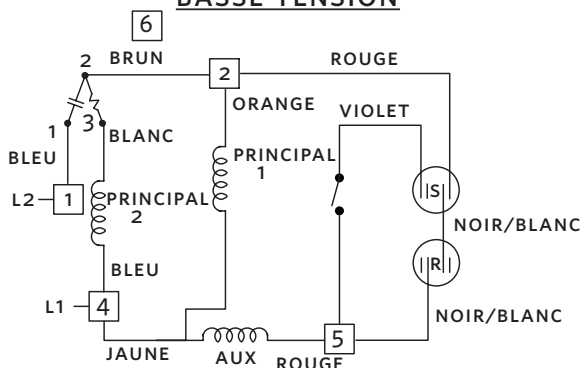 BASSE TENSION
6
2 BRUN 2 ROUGE
ORANGE
VIOLET
1 3 BLANC
BLEU
PRINCIPAL
1
L2 1 PRINCIPAL
2
S
NOIR/BLANC
BLEU
R
L1 4
NOIR/BLANC
5
JAUNE AUX ROUGE